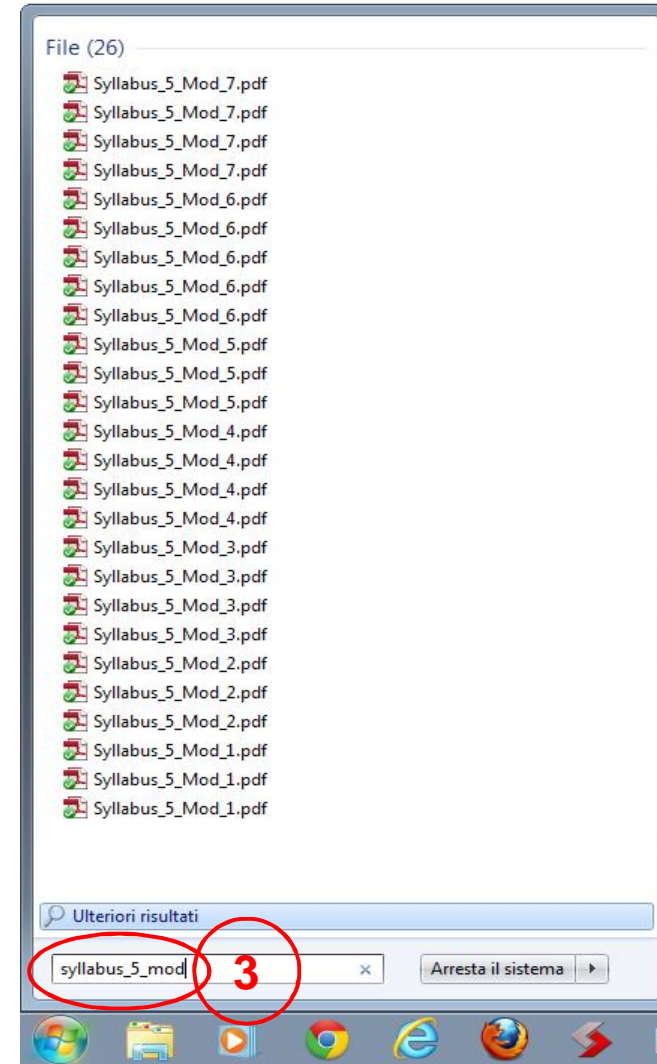 File (26)
Syllabus_5_Mod_7.pdf
Syllabus_5_Mod_7.pdf
Syllabus_5_Mod_7.pdf
Syllabus_5_Mod_7.pdf
Syllabus_5_Mod_6.pdf
Syllabus_5_Mod_6.pdf
Syllabus_5_Mod_6.pdf
Syllabus_5_Mod_6.pdf
Syllabus_5_Mod_6.pdf
Syllabus_5_Mod_5.pdf
Syllabus_5_Mod_5.pdf
Syllabus_5_Mod_5.pdf
Syllabus_5_Mod_4.pdf
Syllabus_5_Mod_4.pdf
Syllabus_5_Mod_4.pdf
Syllabus_5_Mod_4.pdf
Syllabus_5_Mod_3.pdf
Syllabus_5_Mod_3.pdf
Syllabus_5_Mod_3.pdf
Syllabus_5_Mod_3.pdf
Syllabus_5_Mod_2.pdf
Syllabus_5_Mod_2.pdf
Syllabus_5_Mod_2.pdf
Syllabus_5_Mod_1.pdf
Syllabus_5_Mod_1.pdf
Syllabus_5_Mod_1.pdf
Ulteriori risultati
syllabus_5_mod 3 Arresta il sistema